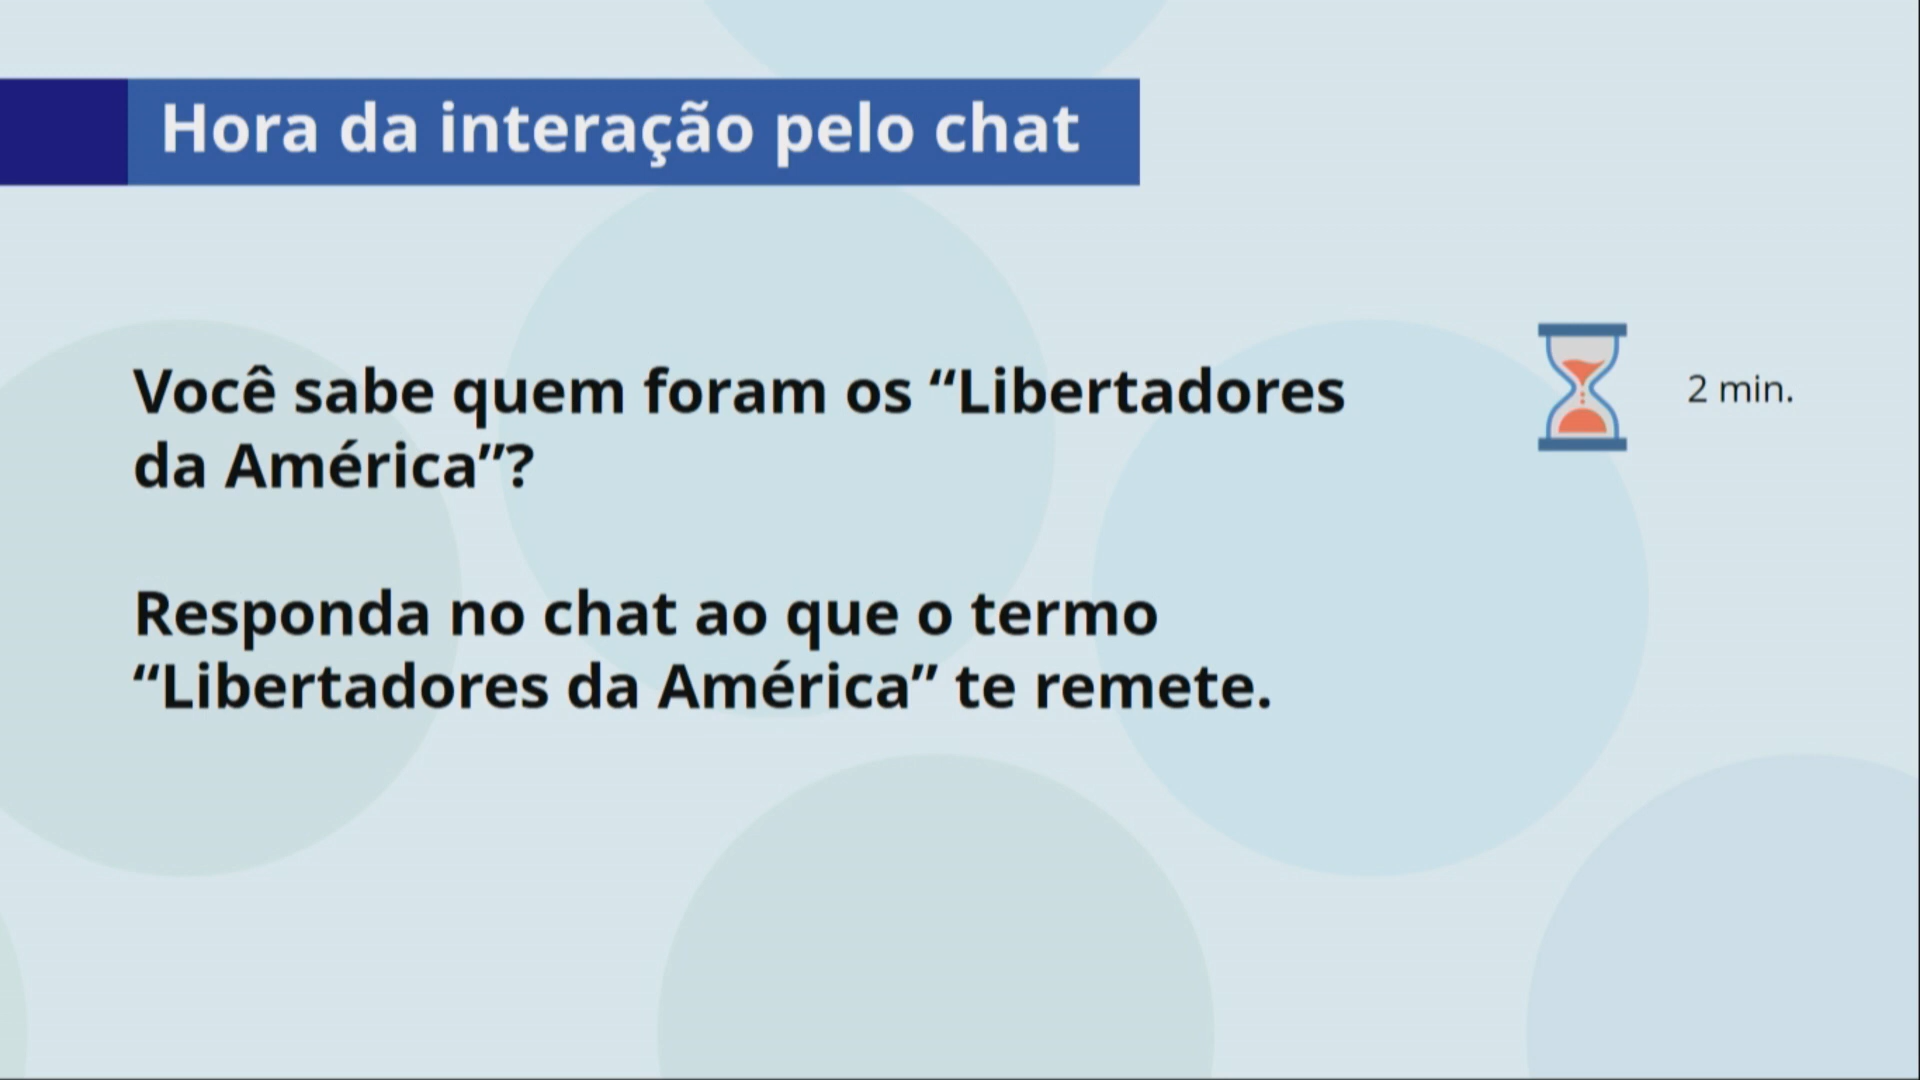 Hora da interação pelo chat
Você sabe quem foram os “Libertadores
da América”?
2 min.
Responda no chat ao que o termo
“Libertadores da América” te remete.